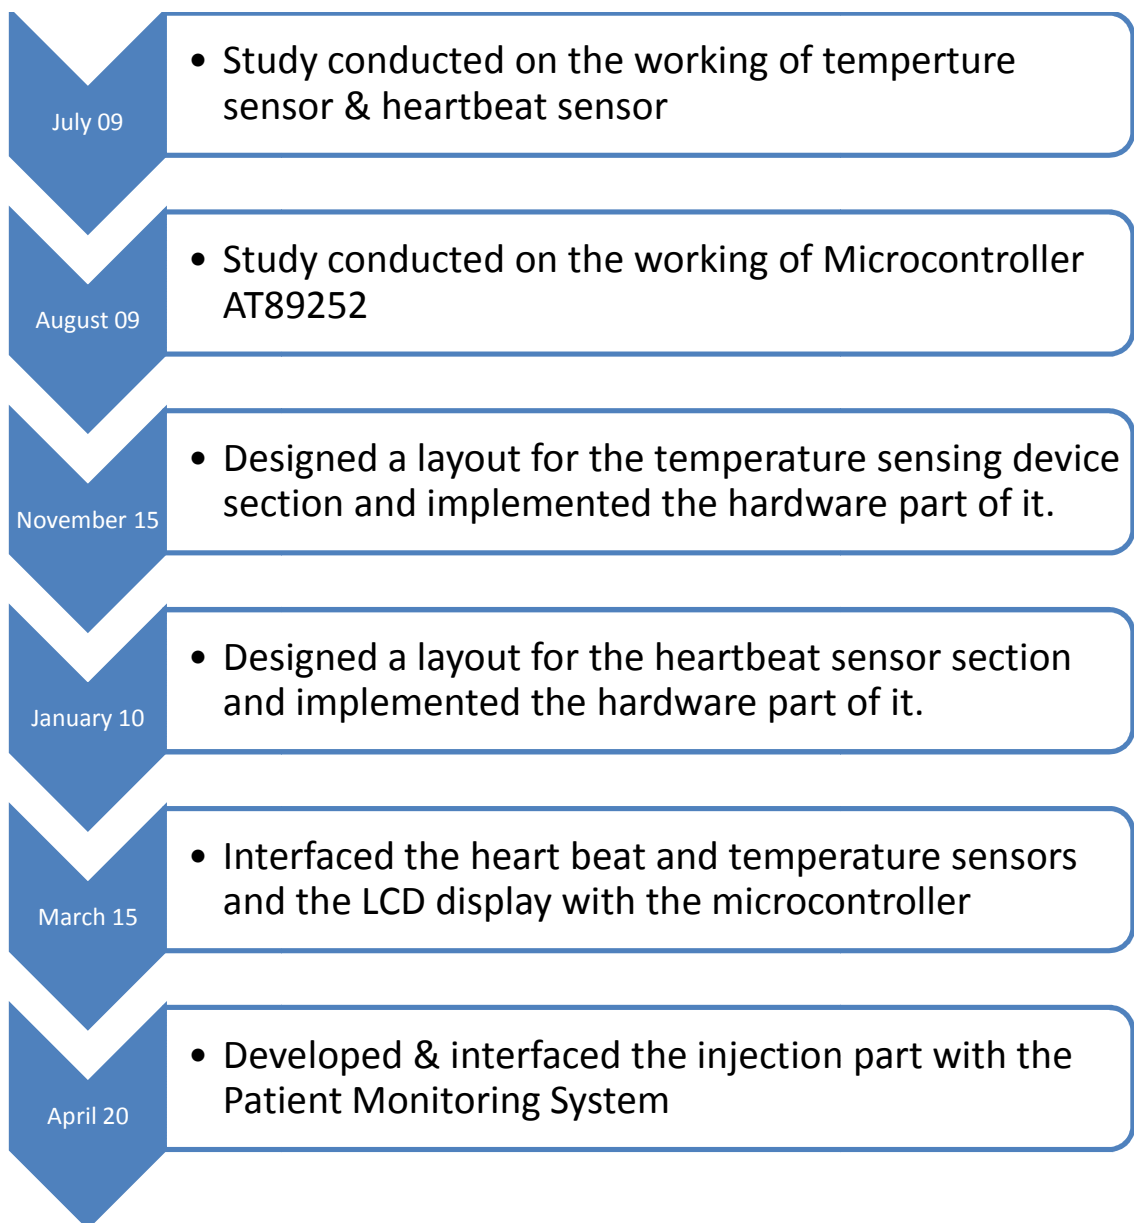 July 09
• Study conducted on the working of temperture
sensor & heartbeat sensor
August 09
• Study conducted on the working of Microcontroller
AT89252
November 15
• Designed a layout for the temperature sensing device
section and implemented the hardware part of it.
January 10
• Designed a layout for the heartbeat sensor section
and implemented the hardware part of it.
March 15
• Interfaced the heart beat and temperature sensors
and the LCD display with the microcontroller
April 20
• Developed & interfaced the injection part with the
Patient Monitoring System